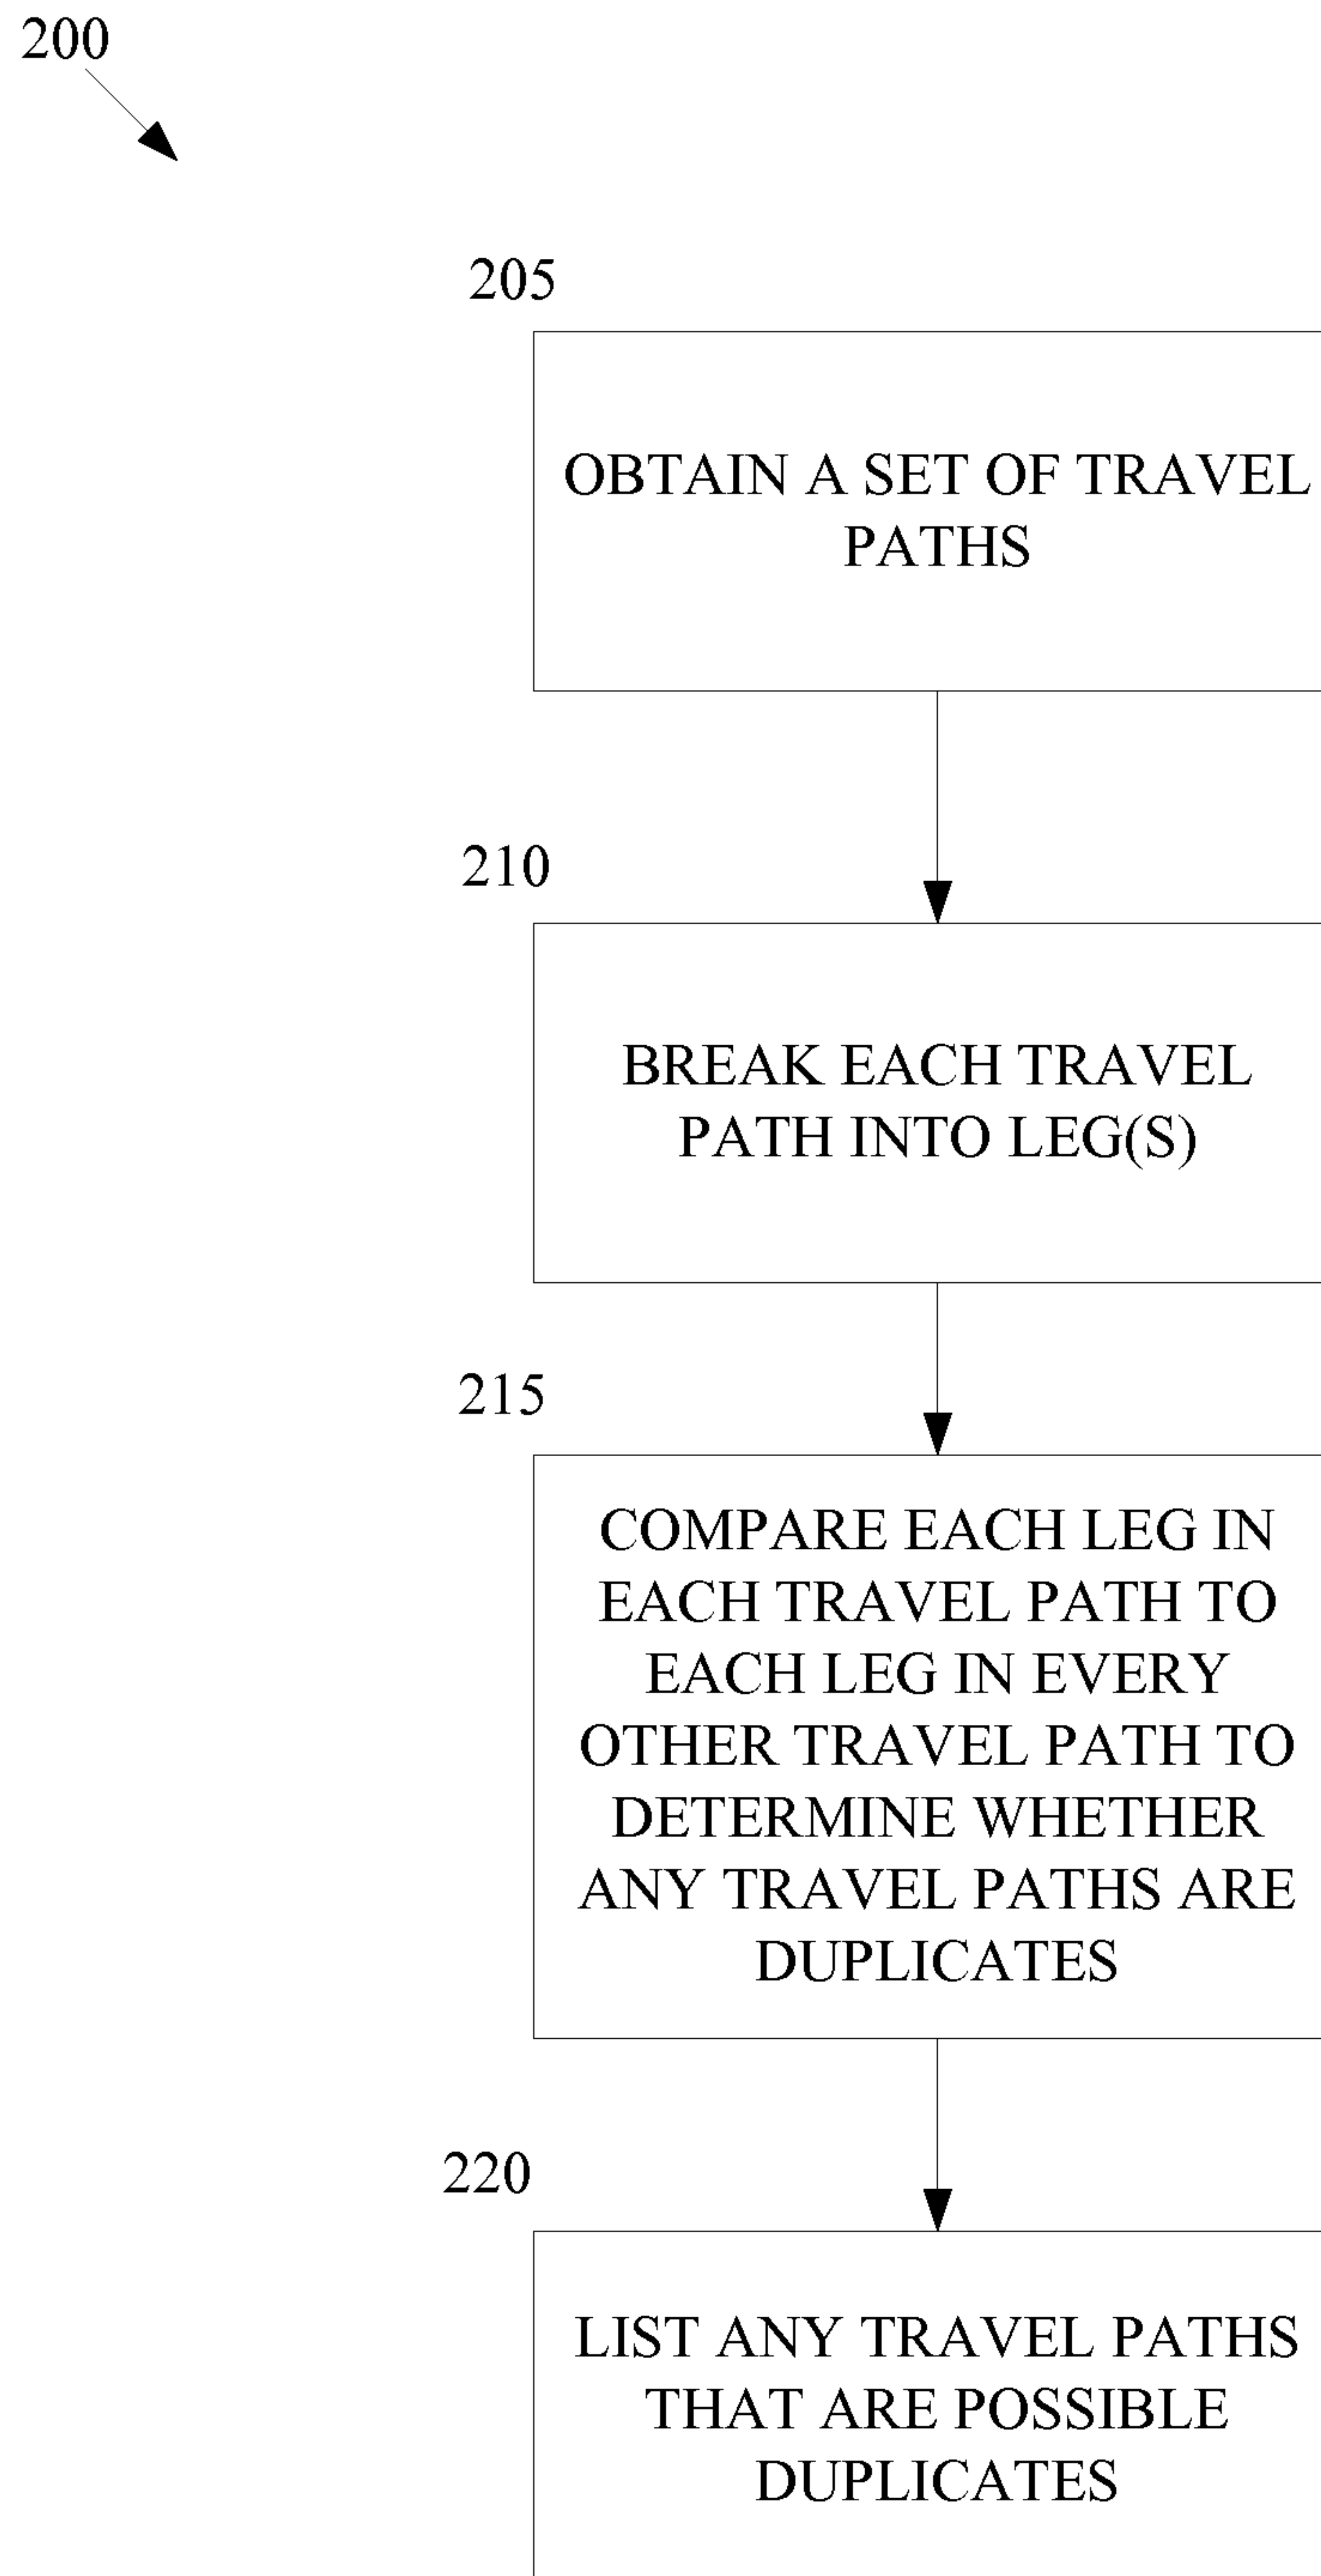 200
205
OBTAIN A SET OF TRAVEL
PATHS
210
BREAK EACH TRAVEL
PATH INTO LEG(S)
215
COMPARE EACH LEG IN
EACH TRAVEL PATH TO
EACH LEG IN EVERY
OTHER TRAVEL PATH TO
DETERMINE WHETHER
ANY TRAVEL PATHS ARE
DUPLICATES
220
LIST ANY TRAVEL PATHS
THAT ARE POSSIBLE
DUPLICATES